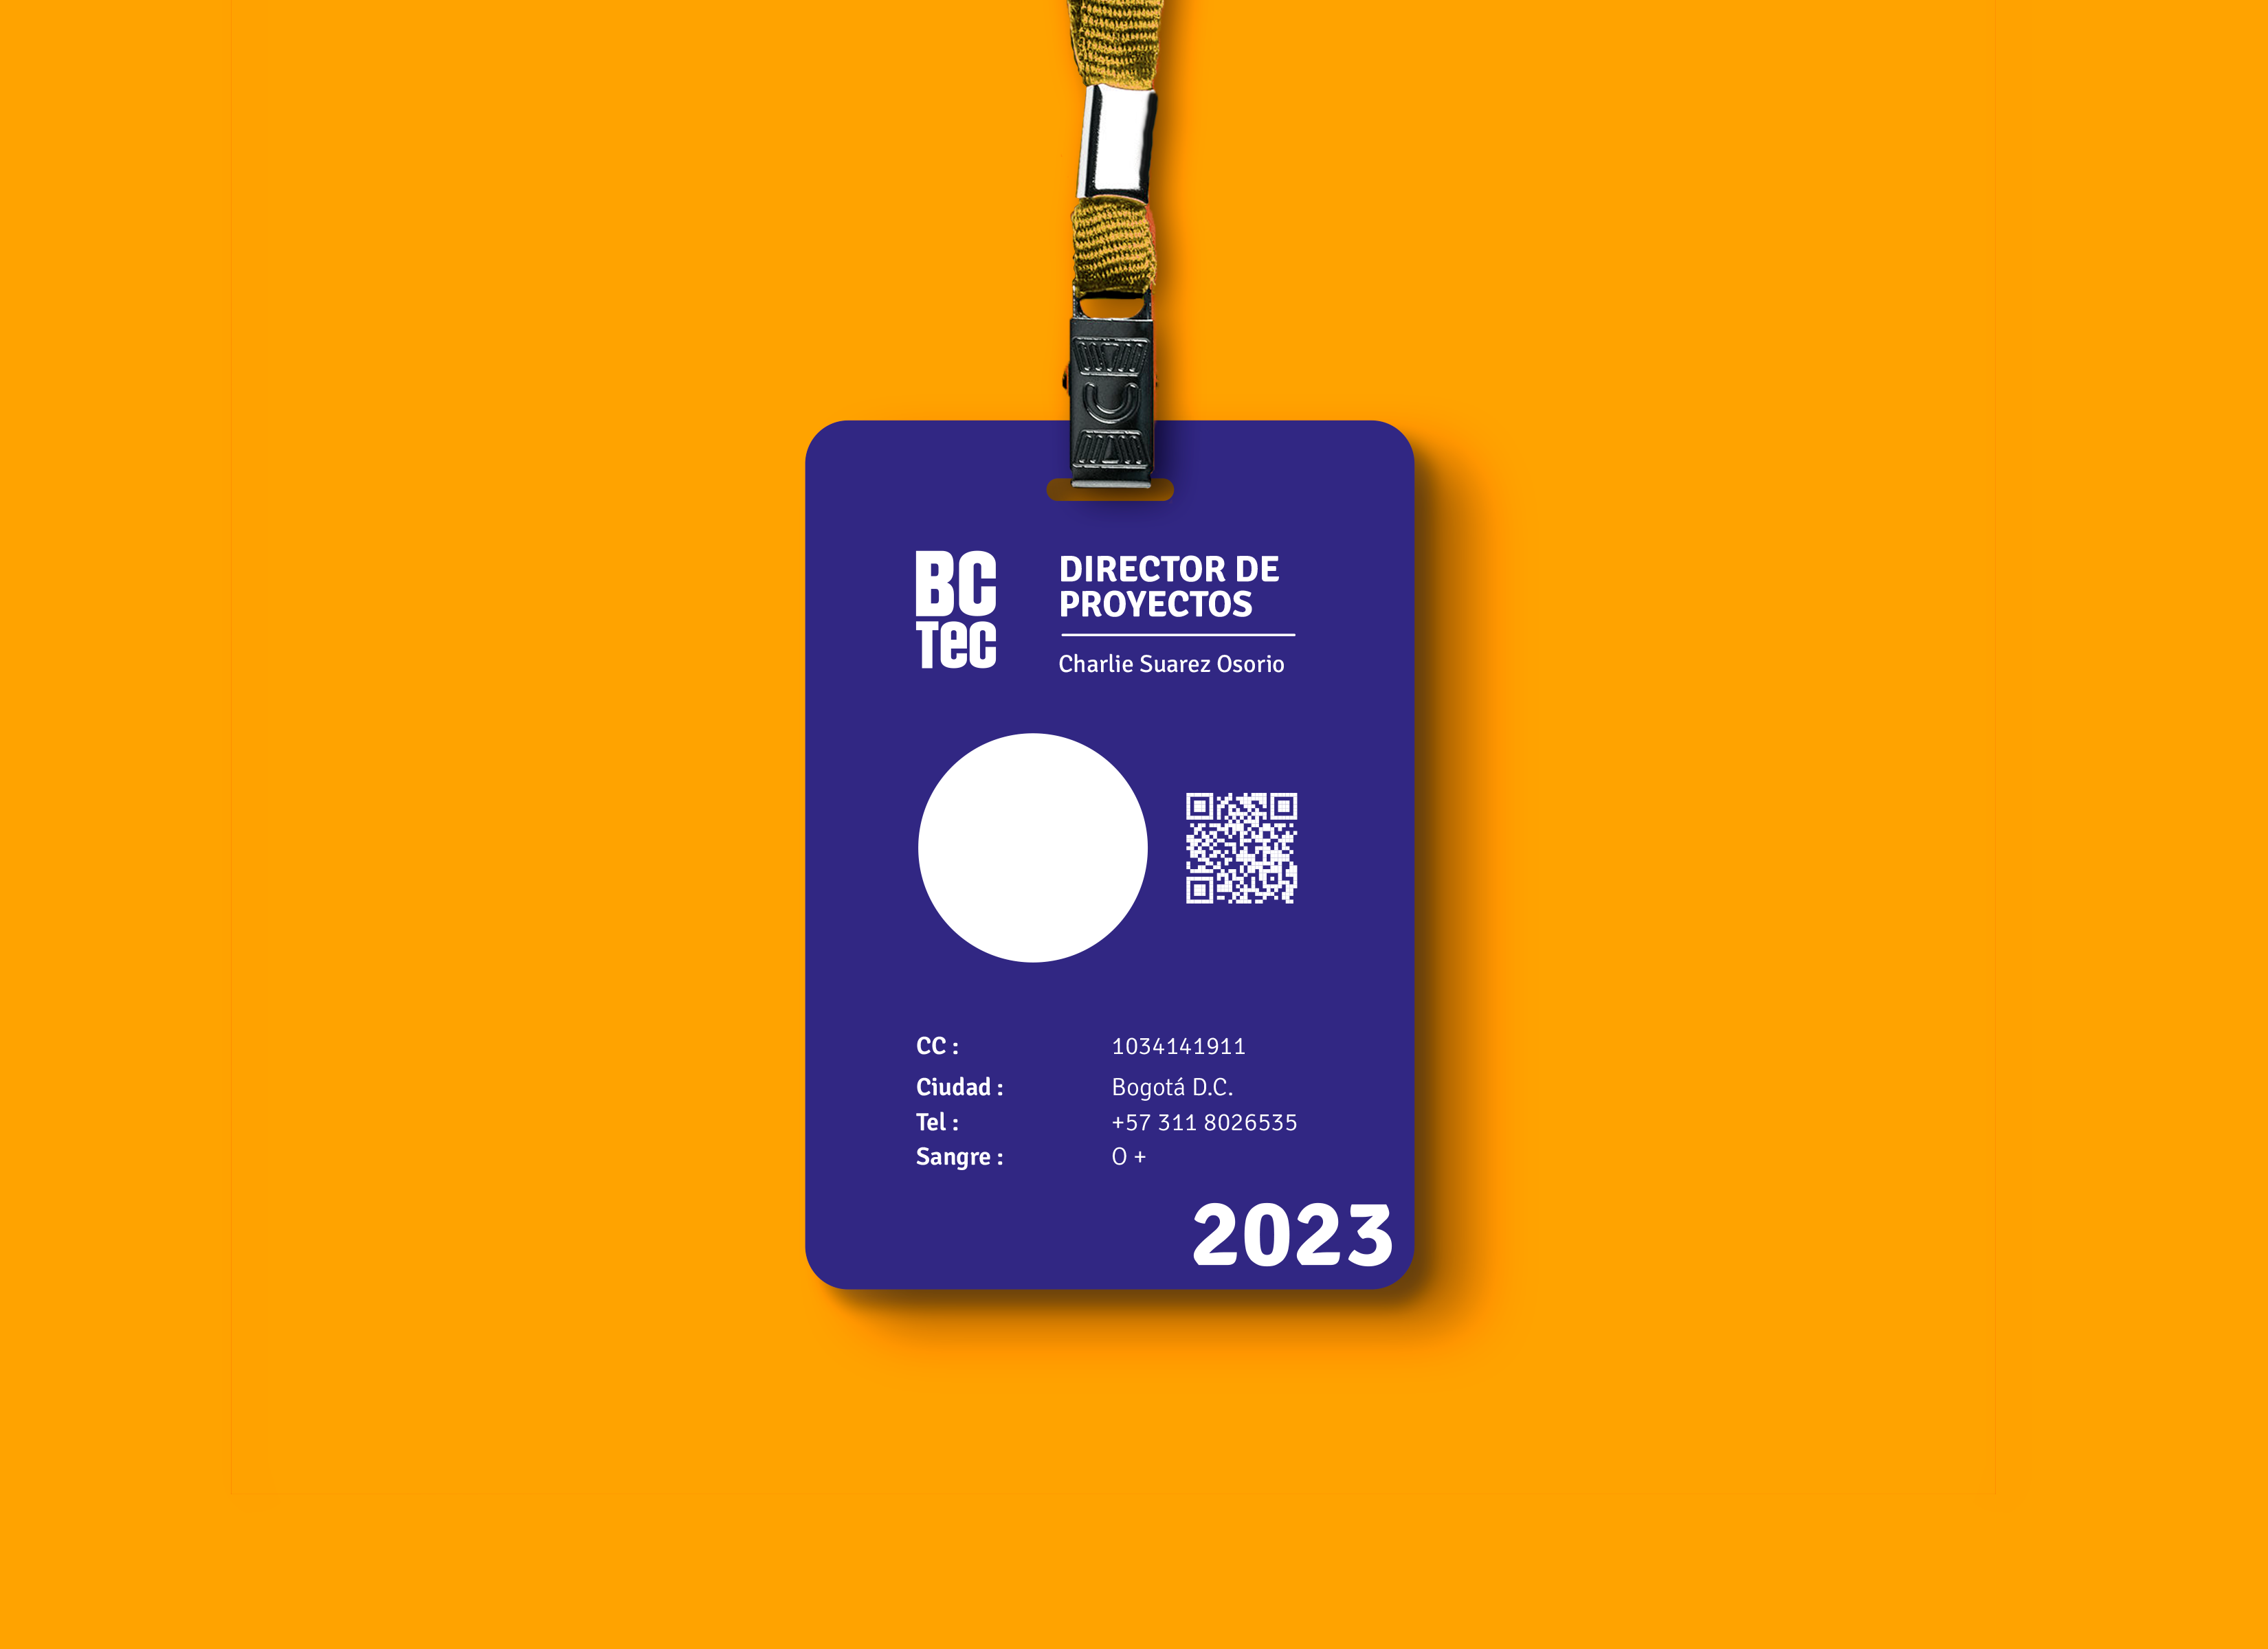 BC
Tec
DIRECTOR DE
PROYECTOS
Charlie Suarez Osorio
CC : 1034141911
Ciudad : Bogotá D.C.
Tel : +57 311 8026535
Sangre : O +
2023